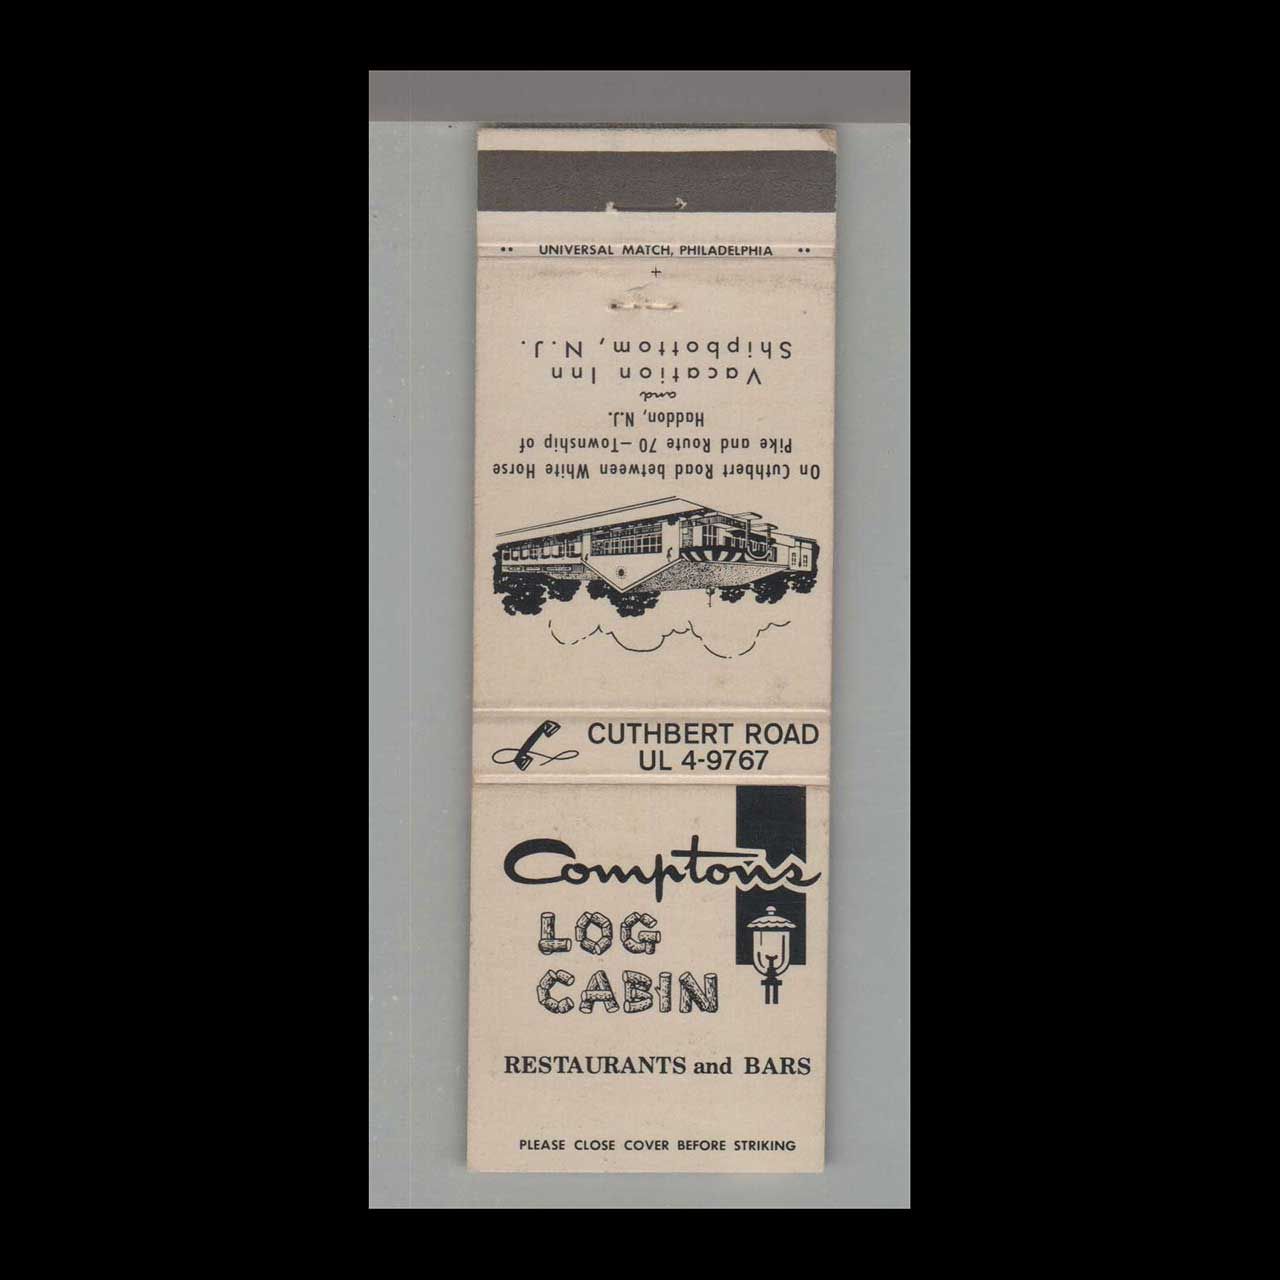 UNIVERSAL MATCH, PHILADELPHIA
On Cuthbert Road between White Horse
Pike and Route 70—Township of
Haddon, N.J.
and
Vacation Inn
Shipbottom, N.J.
CUTHBERT ROAD
UL 4-9767
Compton's
LOG
CABIN
RESTAURANTS and BARS
PLEASE CLOSE COVER BEFORE STRIKING